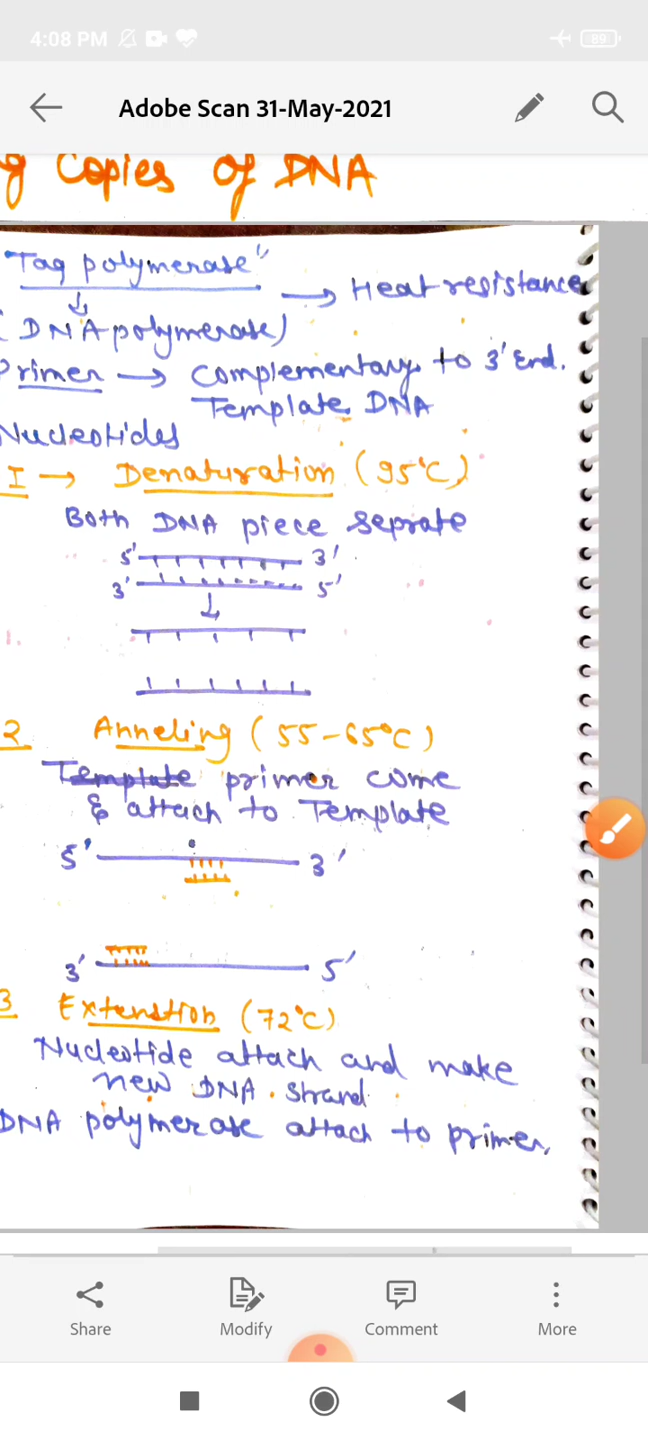 4:08 PM 89
Adobe Scan 31-May-2021
g Copies of DNA
"Taq polymerase"
→ Heat resistance
(DNA polymerase)
Primer → Complementary to 3' End.
Template DNA
Nucleotides
I → Denaturation (95°C)
Both DNA piece seprate
5' 3'
3' 5'
2 Anneling (55-65°C)
Template primer come
& attach to Template
5' 3'
3' 5'
3 Extenstion (72°C)
Nucleotide attach and make
new DNA strand
DNA polymerase attach to primer,
Share Modify Comment More